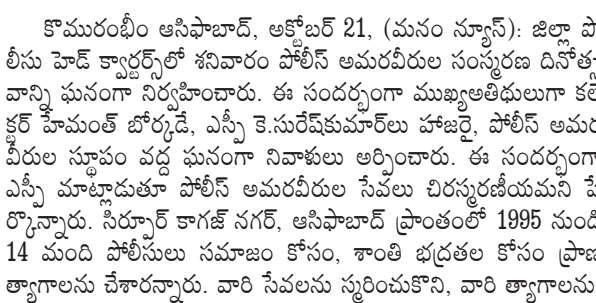 కొమురంభీం ఆసిఫాబాద్, అక్టోబర్ 21, (మనం న్యూస్): జిల్లా పో
లీసు హెడ్ క్వార్టర్స్‌లో శనివారం పోలీస్ అమరవీరుల సంస్మరణ దినోత్స
వాన్ని ఘనంగా నిర్వహించారు. ఈ సందర్భంగా ముఖ్యఅతిథులుగా కలె
క్టర్ హేమంత్ బోర్కడే, ఎస్పీ కె.సురేష్‌కుమార్‌లు హాజరై, పోలీస్ అమర
వీరుల స్థూపం వద్ద ఘనంగా నివాళులు అర్పించారు. ఈ సందర్భంగా
ఎస్పీ మాట్లాడుతూ పోలీస్ అమరవీరుల సేవలు చిరస్మరణీయమని పే
ర్కొన్నారు. సిర్పూర్ కాగజ్ నగర్, ఆసిఫాబాద్ ప్రాంతంలో 1995 నుండి
14 మంది పోలీసులు సమాజం కోసం, శాంతి భద్రతల కోసం ప్రాణ
త్యాగాలను చేశారన్నారు. వారి సేవలను స్మరించుకొని, వారి త్యాగాలను